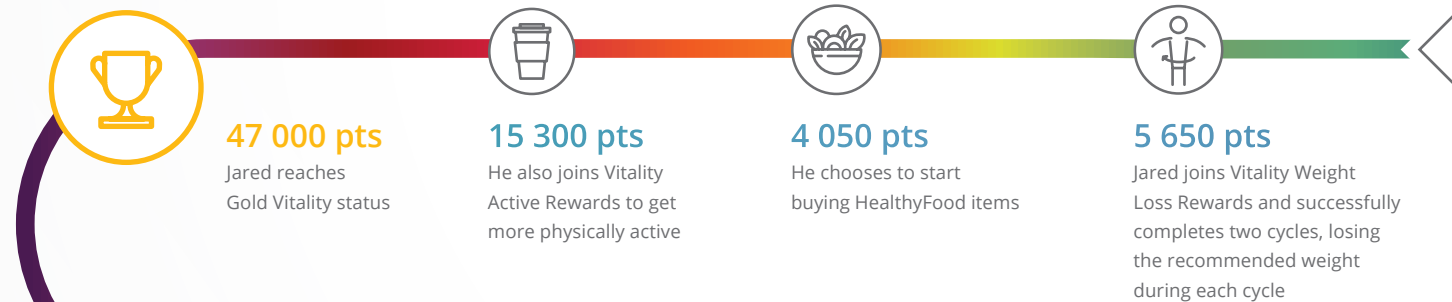 47 000 pts
Jared reaches
Gold Vitality status
15 300 pts
He also joins Vitality
Active Rewards to get
more physically active
4 050 pts
He chooses to start
buying HealthyFood items
5 650 pts
Jared joins Vitality Weight
Loss Rewards and successfully
completes two cycles, losing
the recommended weight
during each cycle